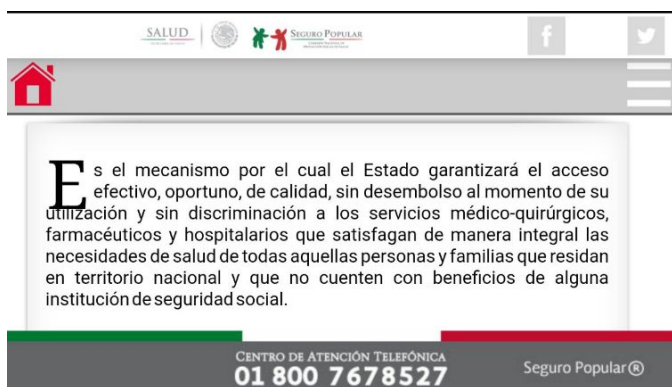 SALUD
SEGURO POPULAR
Es el mecanismo por el cual el Estado garantizará el acceso
efectivo, oportuno, de calidad, sin desembolso al momento de su
utilización y sin discriminación a los servicios médico-quirúrgicos,
farmacéuticos y hospitalarios que satisfagan de manera integral las
necesidades de salud de todas aquellas personas y familias que residan
en territorio nacional y que no cuenten con beneficios de alguna
institución de seguridad social.
CENTRO DE ATENCIÓN TELEFÓNICA
01 800 7678527
Seguro Popular®